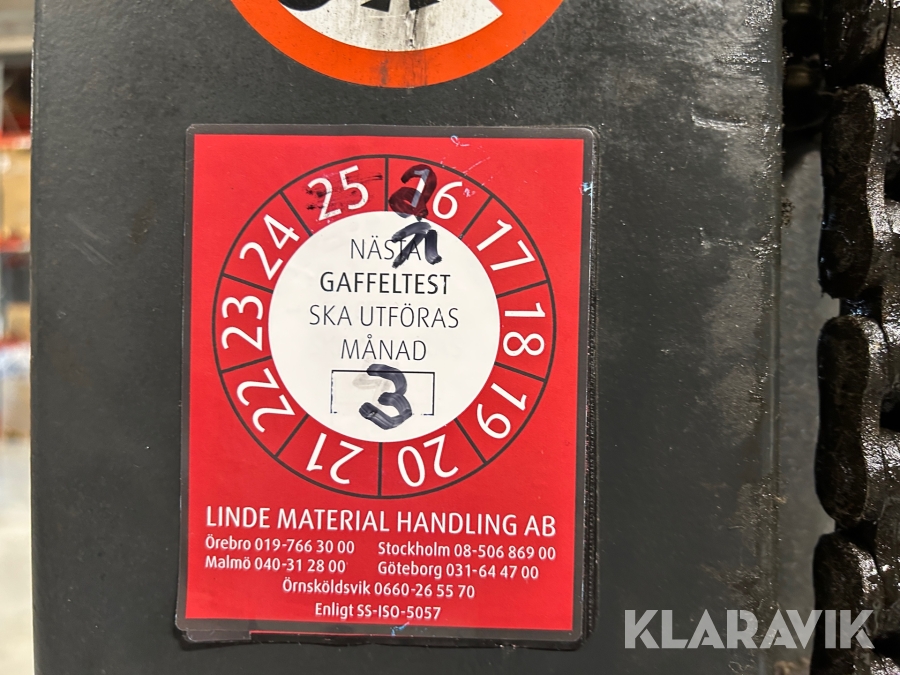 25
26
17
18
19
20
21
22
23
24
NÄSTA
GAFFELTEST
SKA UTFÖRAS
MÅNAD
3
LINDE MATERIAL HANDLING AB
Örebro 019-766 30 00 Stockholm 08-506 869 00
Malmö 040-31 28 00 Göteborg 031-64 47 00
Örnsköldsvik 0660-26 55 70
Enligt SS-ISO-5057
KLARAVIK